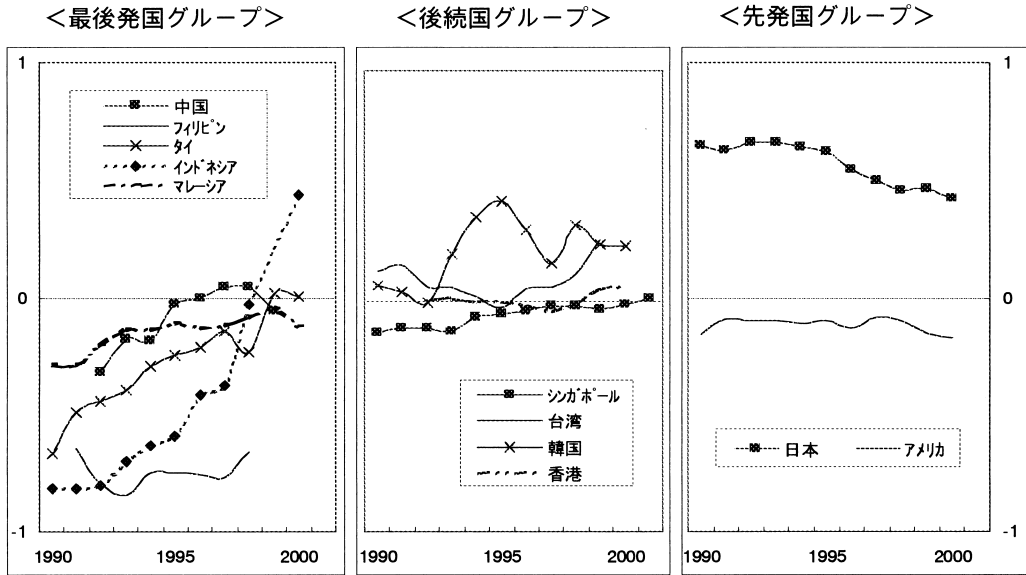 ＜最後発国グループ＞
＜後続国グループ＞
＜先発国グループ＞
1
0
-1
中国
フィリピン
タイ
インドネシア
マレーシア
1990
1995
2000
シンガポール
台湾
韓国
香港
1990
1995
2000
1
0
-1
日本
アメリカ
1990
1995
2000